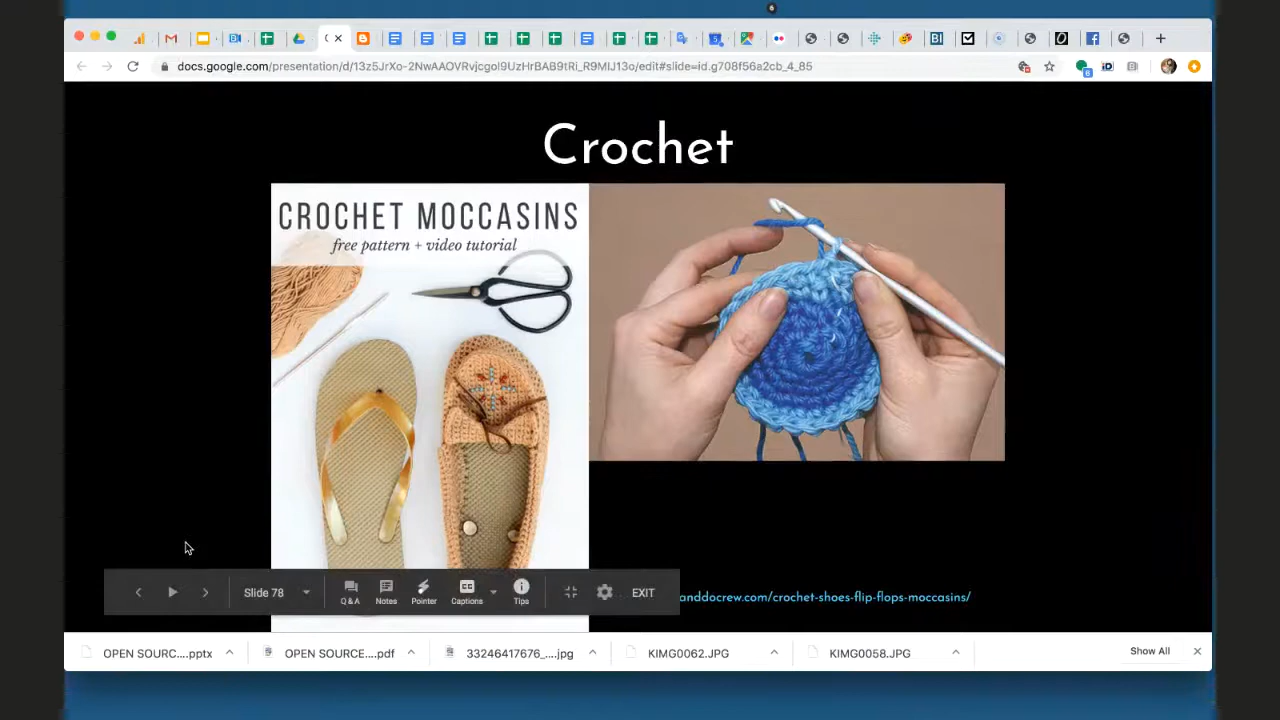 docs.google.com/presentation/d/13z5JrXo-2NwAAOVRvjcgol9UzHrBAB9tRi_R9MIJ13o/edit#slide=id.g708f56a2cb_4_85
Crochet
CROCHET MOCCASINS
free pattern + video tutorial
Slide 78
Q & A
Notes
Pointer
Captions
Tips
EXIT
anddocrew.com/crochet-shoes-flip-flops-moccasins/
OPEN SOURC....pptx
OPEN SOURCE....pdf
33246417676_....jpg
KIMG0062.JPG
KIMG0058.JPG
Show All